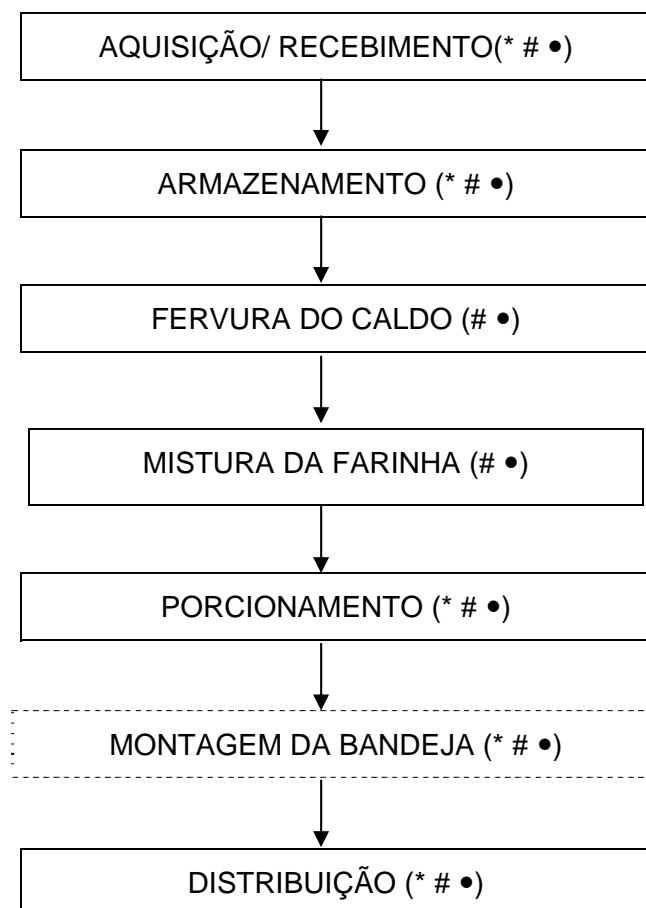 AQUISIÇÃO/ RECEBIMENTO(* # ●)
ARMAZENAMENTO (* # ●)
FERVURA DO CALDO (# ●)
MISTURA DA FARINHA (# ●)
PORCIONAMENTO (* # ●)
MONTAGEM DA BANDEJA (* # ●)
DISTRIBUIÇÃO (* # ●)